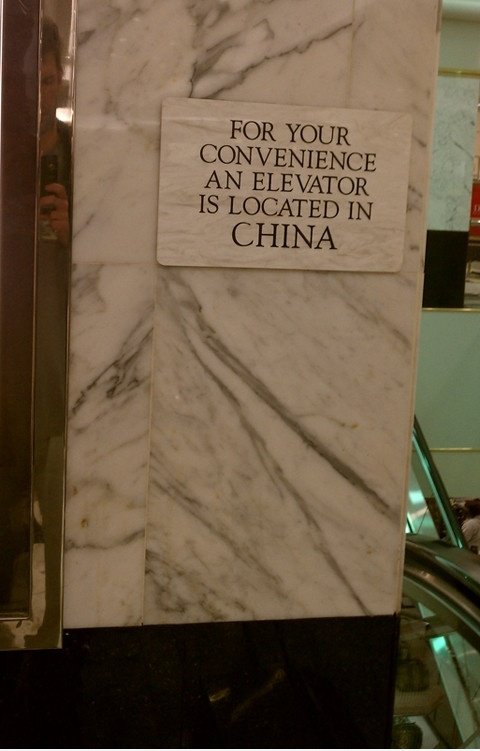 FOR YOUR
CONVENIENCE
AN ELEVATOR
IS LOCATED IN
CHINA